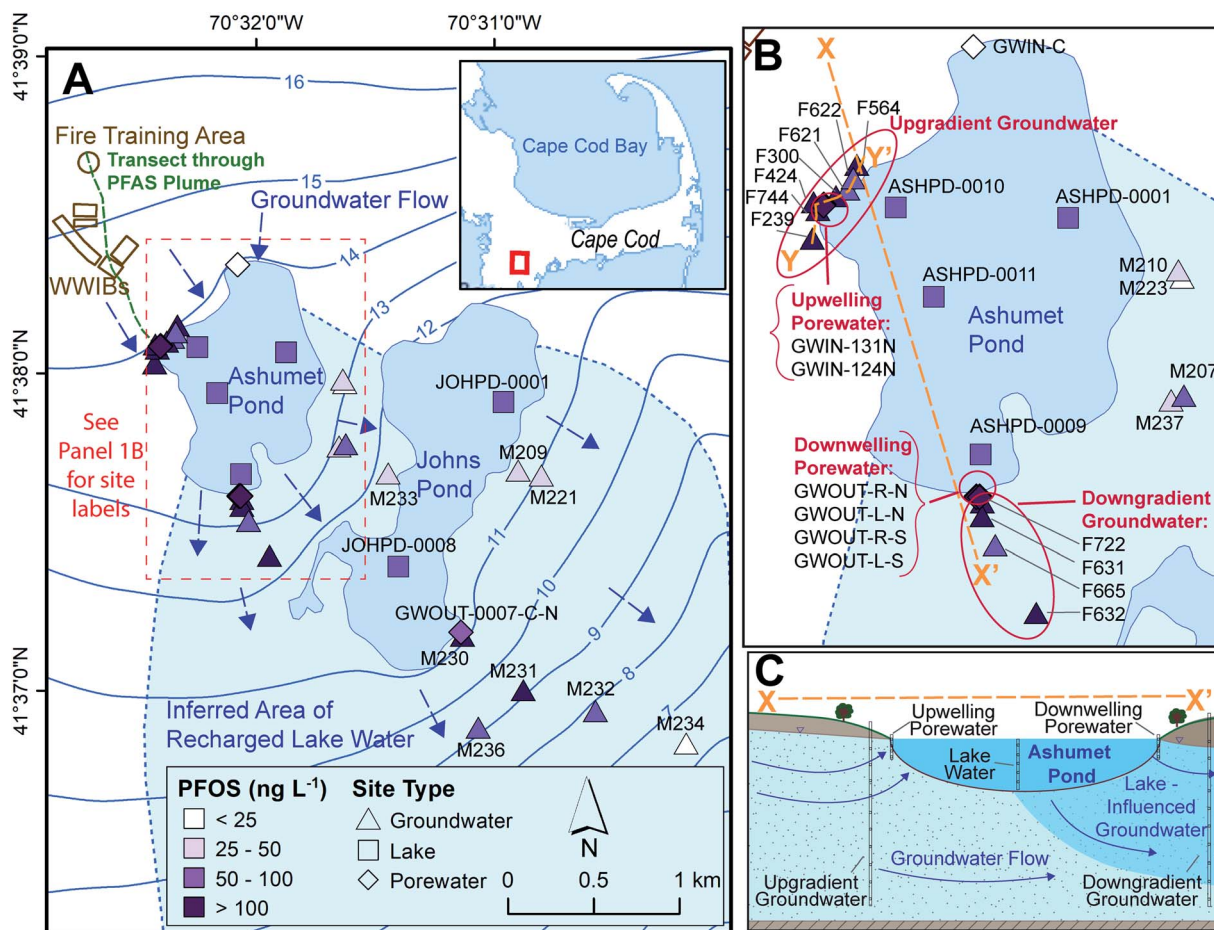 70°32'0"W
70°31'0"W
41°39'0"N
41°38'0"N
41°37'0"N
A
16
15
14
13
12
11
10
9
8
7
Fire Training Area
Transect through
PFAS Plume
Groundwater Flow
WWIBs
Cape Cod Bay
Cape Cod
Ashumet
Pond
See
Panel 1B
for site
labels
JOHPD-0001
Johns
Pond
M209
M221
M233
JOHPD-0008
GWOUT-0007-C-N
M230
M231
M232
M234
M236
Inferred Area of
Recharged Lake Water
PFOS (ng L⁻¹)
< 25
25 - 50
50 - 100
> 100
Site Type
Groundwater
Lake
Porewater
N
0 0.5 1 km
B
X
GWIN-C
F622
F564
F621
F300
F424
F744
F239
Upgradient Groundwater
Y'
Y
ASHPD-0010
ASHPD-0001
ASHPD-0011
M210
M223
Upwelling
Porewater:
GWIN-131N
GWIN-124N
Ashumet
Pond
M207
M237
ASHPD-0009
Downwelling
Porewater:
GWOUT-R-N
GWOUT-L-N
GWOUT-R-S
GWOUT-L-S
Downgradient
Groundwater:
F722
F631
F665
F632
X'
C
X
X'
Upwelling
Porewater
Downwelling
Porewater
Lake
Water
Ashumet
Pond
Lake -
Influenced
Groundwater
Groundwater Flow
Upgradient
Groundwater
Downgradient
Groundwater